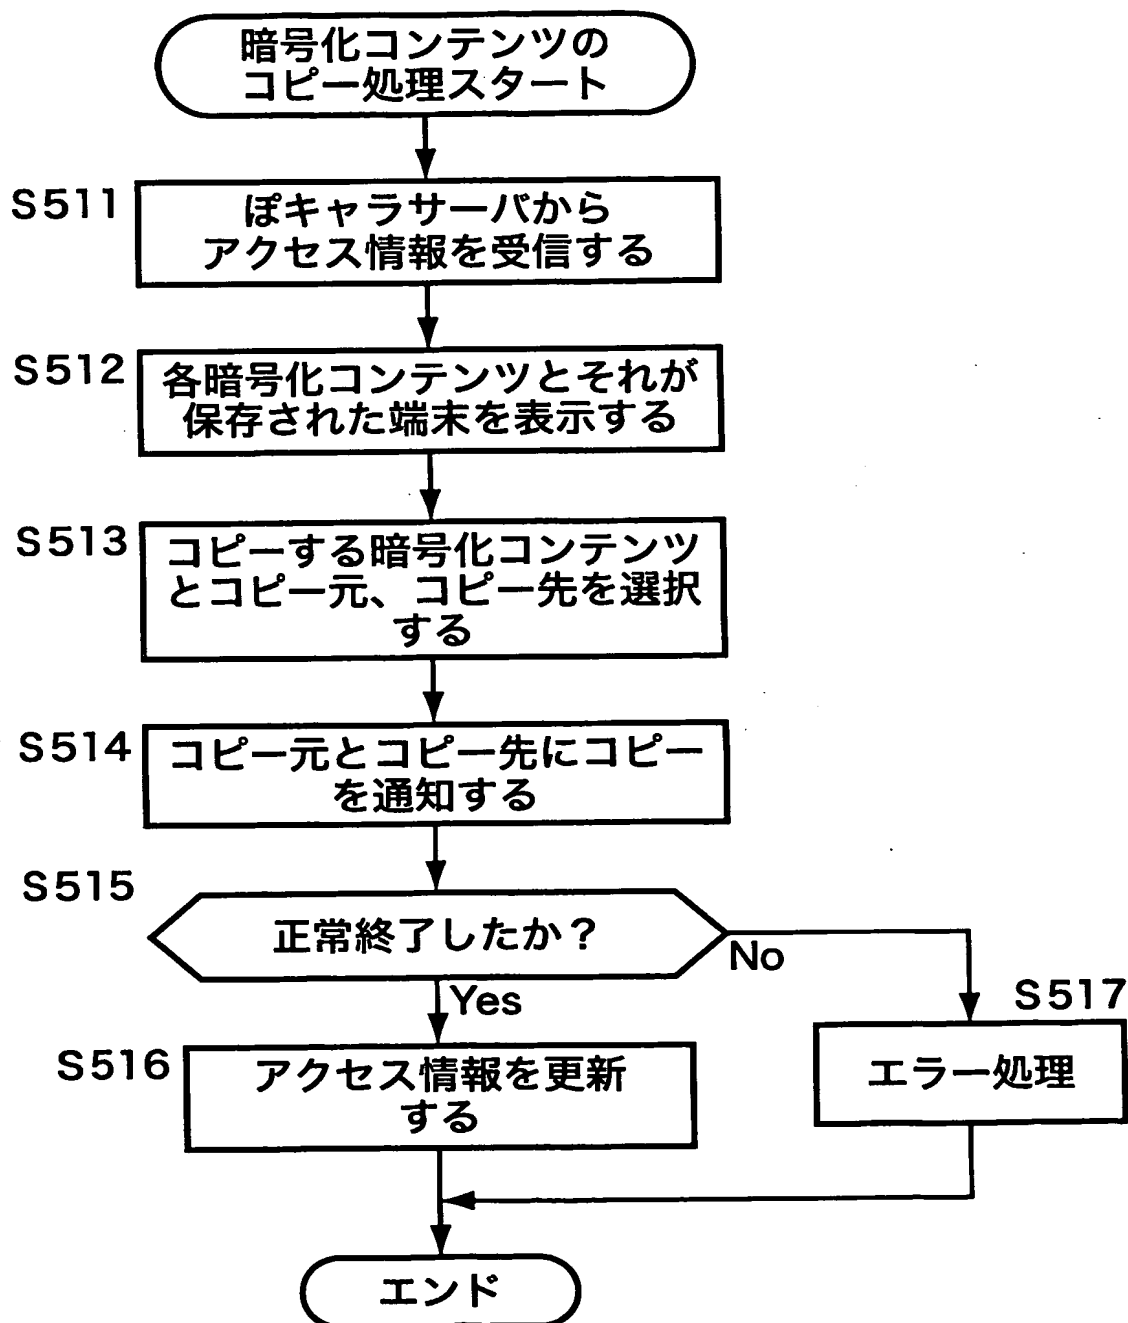 暗号化コンテンツの
コピー処理スタート
S511
ぽキャラサーバから
アクセス情報を受信する
S512
各暗号化コンテンツとそれが
保存された端末を表示する
S513
コピーする暗号化コンテンツ
とコピー元、コピー先を選択
する
S514
コピー元とコピー先にコピー
を通知する
S515
正常終了したか？
No
Yes
S517
S516
アクセス情報を更新
する
エラー処理
エンド